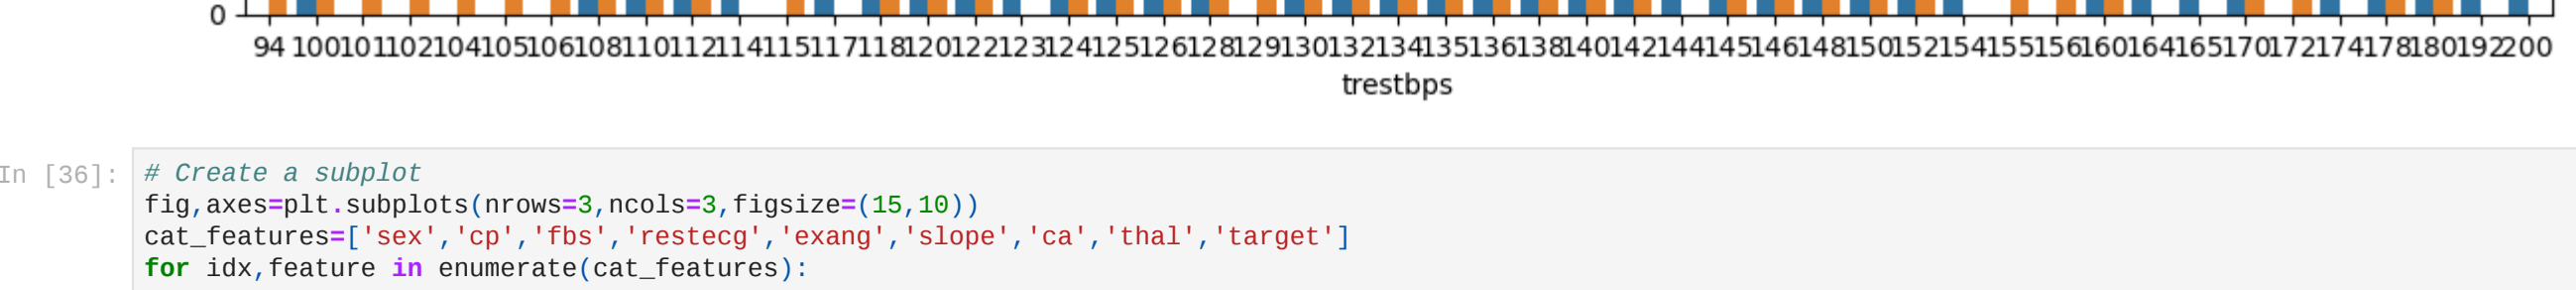 0
94 100101102104105106108110112114115117118120122123124125126128129130132134135136138140142144145146148150152154155156160164165170172174178180192200
trestbps
In [36]:
# Create a subplot
fig,axes=plt.subplots(nrows=3,ncols=3,figsize=(15,10))
cat_features=['sex','cp','fbs','restecg','exang','slope','ca','thal','target']
for idx,feature in enumerate(cat_features):